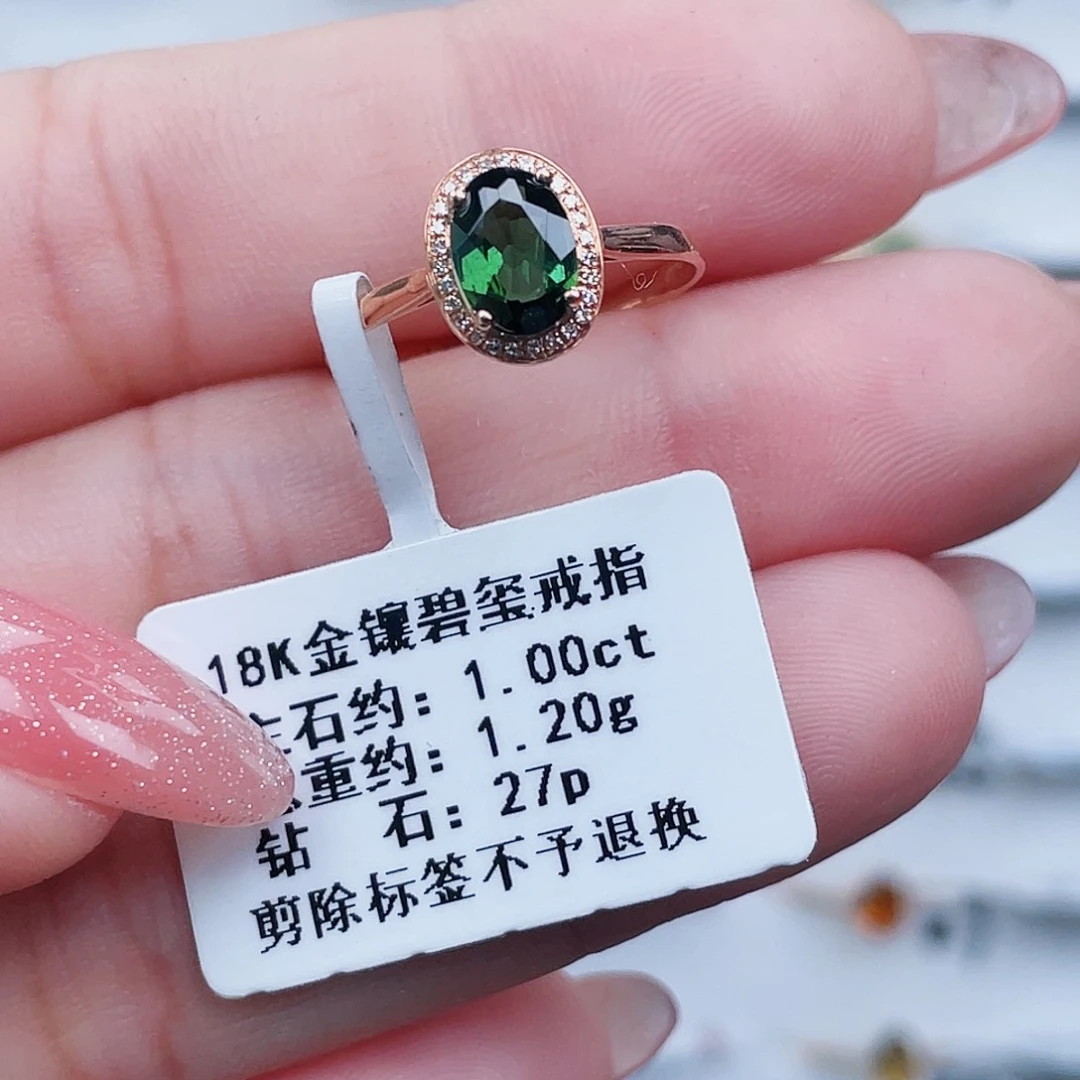 18K金镶碧玺戒指
主石约: 1.00ct
重约: 1.20g
钻 石: 27p
剪除标签不予退换